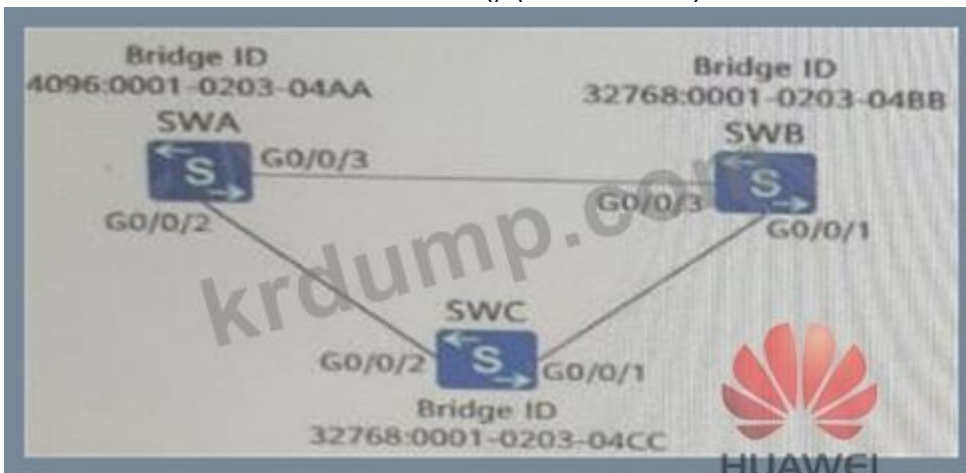 () (
Bridge ID
4096:0001-0203-04AA
SWA
Bridge ID
32768:0001-0203-04BB
SWB
G0/0/3
G0/0/3
G0/0/2
G0/0/1
krdump.com
SWC
G0/0/2
G0/0/1
Bridge ID
32768:0001-0203-04CC
HUAWEI